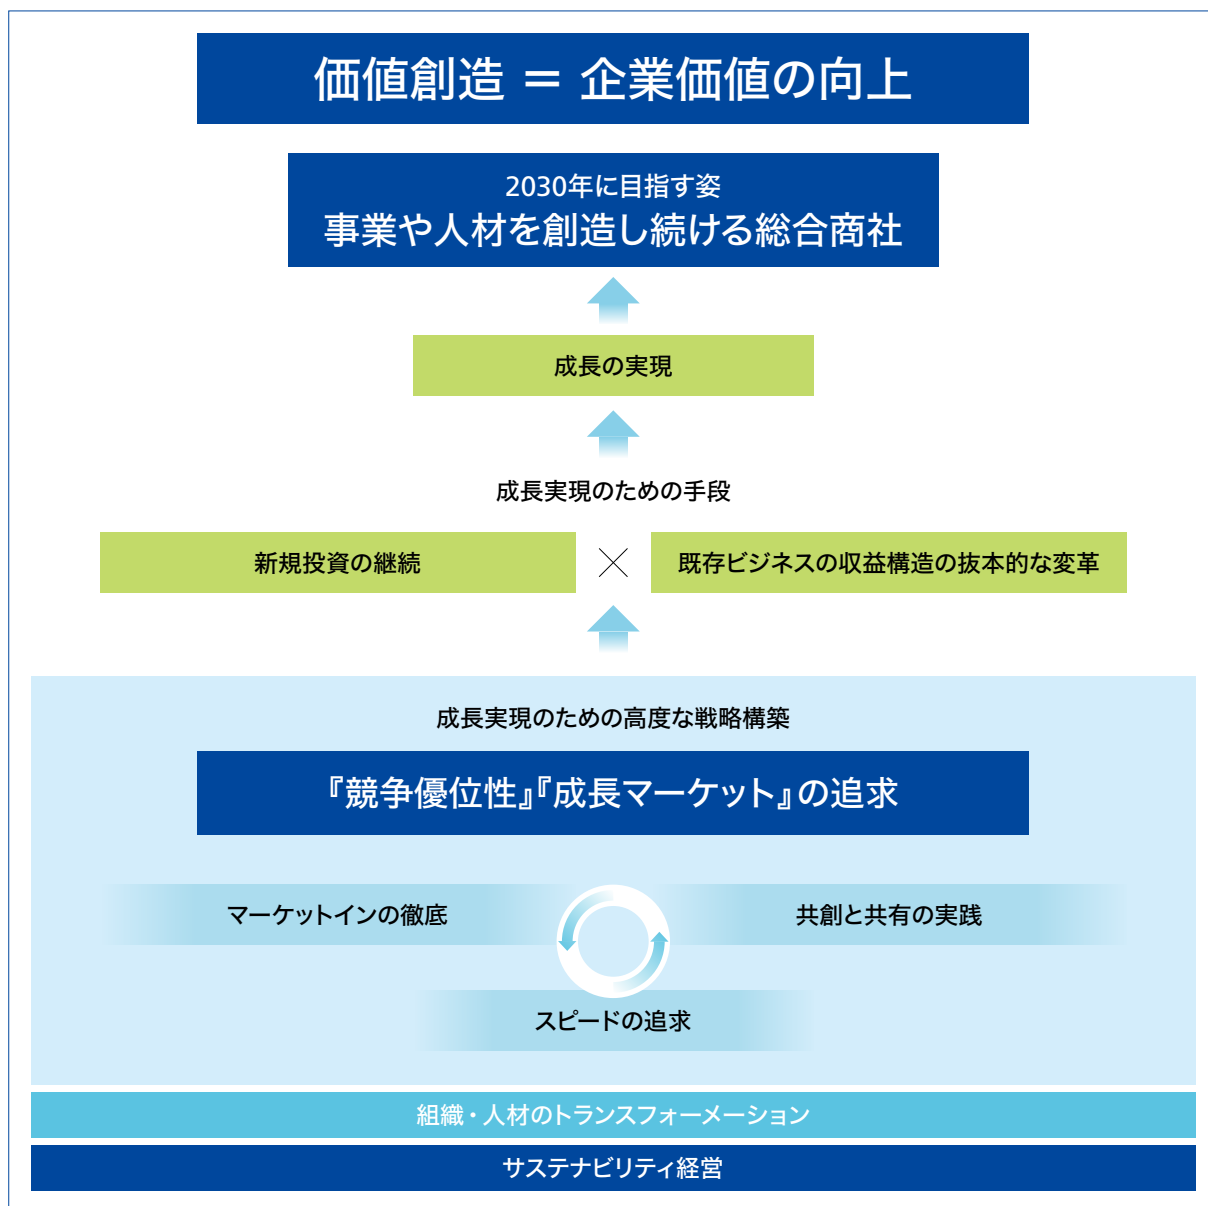 価値創造 ＝ 企業価値の向上
2030年に目指す姿
事業や人材を創造し続ける総合商社
成長の実現
成長実現のための手段
新規投資の継続 × 既存ビジネスの収益構造の抜本的な変革
成長実現のための高度な戦略構築
『競争優位性』『成長マーケット』の追求
マーケットインの徹底
共創と共有の実践
スピードの追求
組織・人材のトランスフォーメーション
サステナビリティ経営